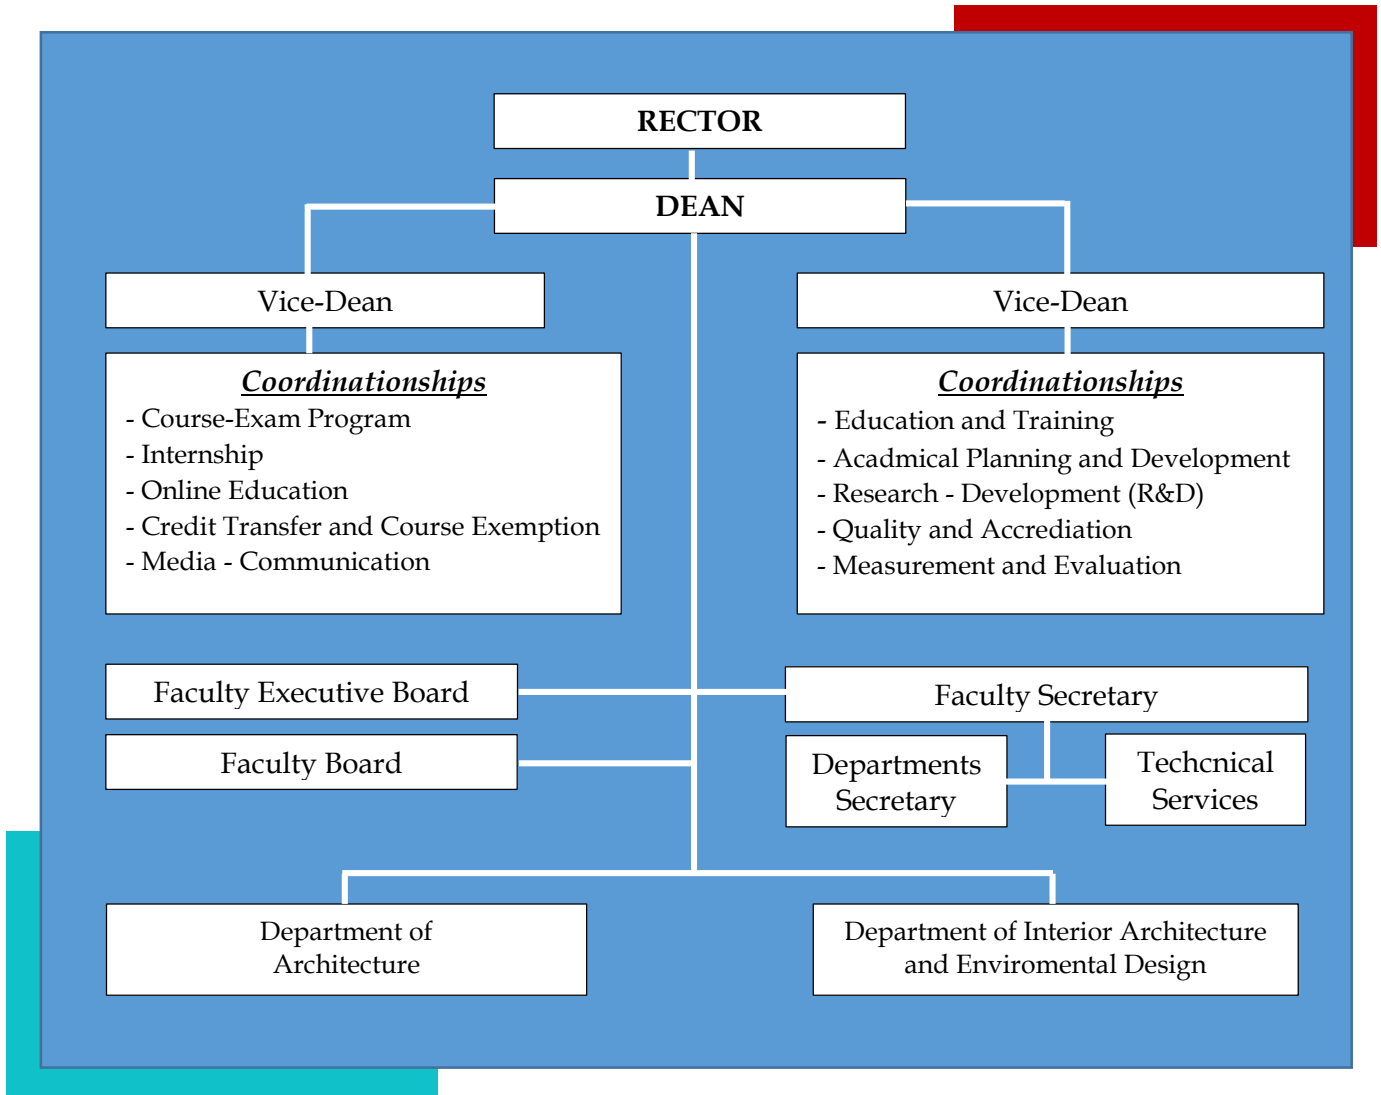 RECTOR
DEAN
Vice-Dean
Coordinationships
- Course-Exam Program
- Internship
- Online Education
- Credit Transfer and Course Exemption
- Media - Communication
Vice-Dean
Coordinationships
- Education and Training
- Acadmical Planning and Development
- Research - Development (R&D)
- Quality and Accrediation
- Measurement and Evaluation
Faculty Executive Board
Faculty Board
Faculty Secretary
Departments
Secretary
Techcnical
Services
Department of
Architecture
Department of Interior Architecture
and Enviromental Design